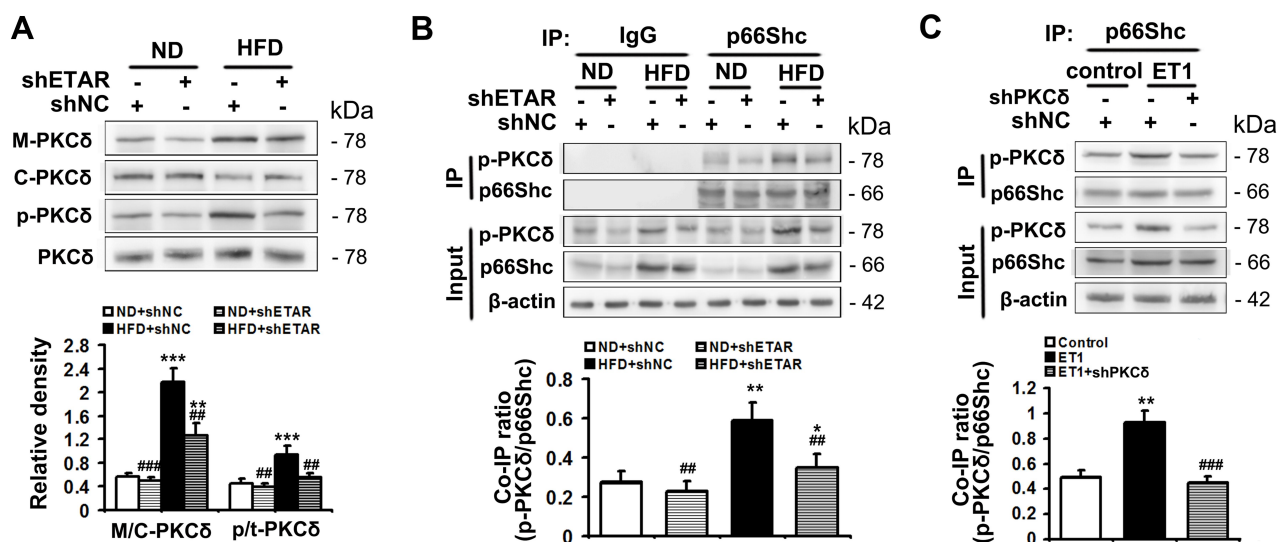 A
ND HFD
shETAR - + - +
shNC + - + -
kDa
M-PKCδ - 78
C-PKCδ - 78
p-PKCδ - 78
PKCδ - 78
ND+shNC ND+shETAR
HFD+shNC HFD+shETAR
Relative density
2.8
2.4
2
1.6
1.2
0.8
0.4
0
###
***
**
##
##
***
##
M/C-PKCδ p/t-PKCδ
B
IP: IgG p66Shc
ND HFD ND HFD
shETAR - + - + - + - +
shNC + - + - + - + -
kDa
IP
p-PKCδ - 78
p66Shc - 66
Input
p-PKCδ - 78
p66Shc - 66
β-actin - 42
ND+shNC ND+shETAR
HFD+shNC HFD+shETAR
Co-IP ratio
(p-PKCδ/p66Shc)
0.8
0.6
0.4
0.2
0
##
**
*
##
C
IP: p66Shc
control ET1
shPKCδ - - +
shNC + + -
kDa
IP
p-PKCδ - 78
p66Shc - 66
Input
p-PKCδ - 78
p66Shc - 66
β-actin - 42
Control
ET1
ET1+shPKCδ
Co-IP ratio
(p-PKCδ/p66Shc)
1.2
1
0.8
0.6
0.4
0.2
0
**
###